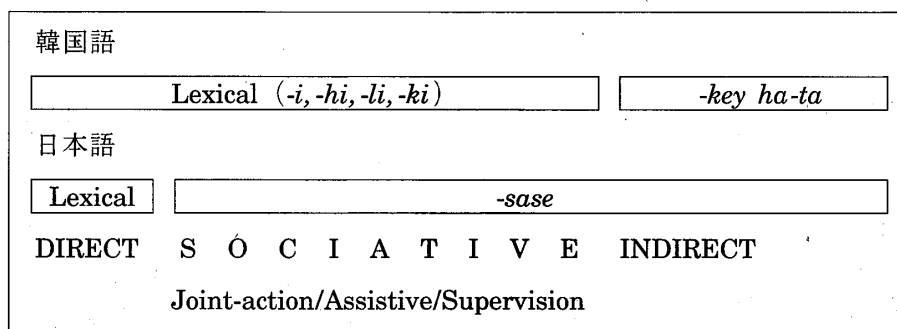 韓国語
Lexical (-i, -hi, -li, -ki) -key ha-ta
日本語
Lexical -sase
DIRECT S O C I A T I V E INDIRECT
Joint-action/Assistive/Supervision